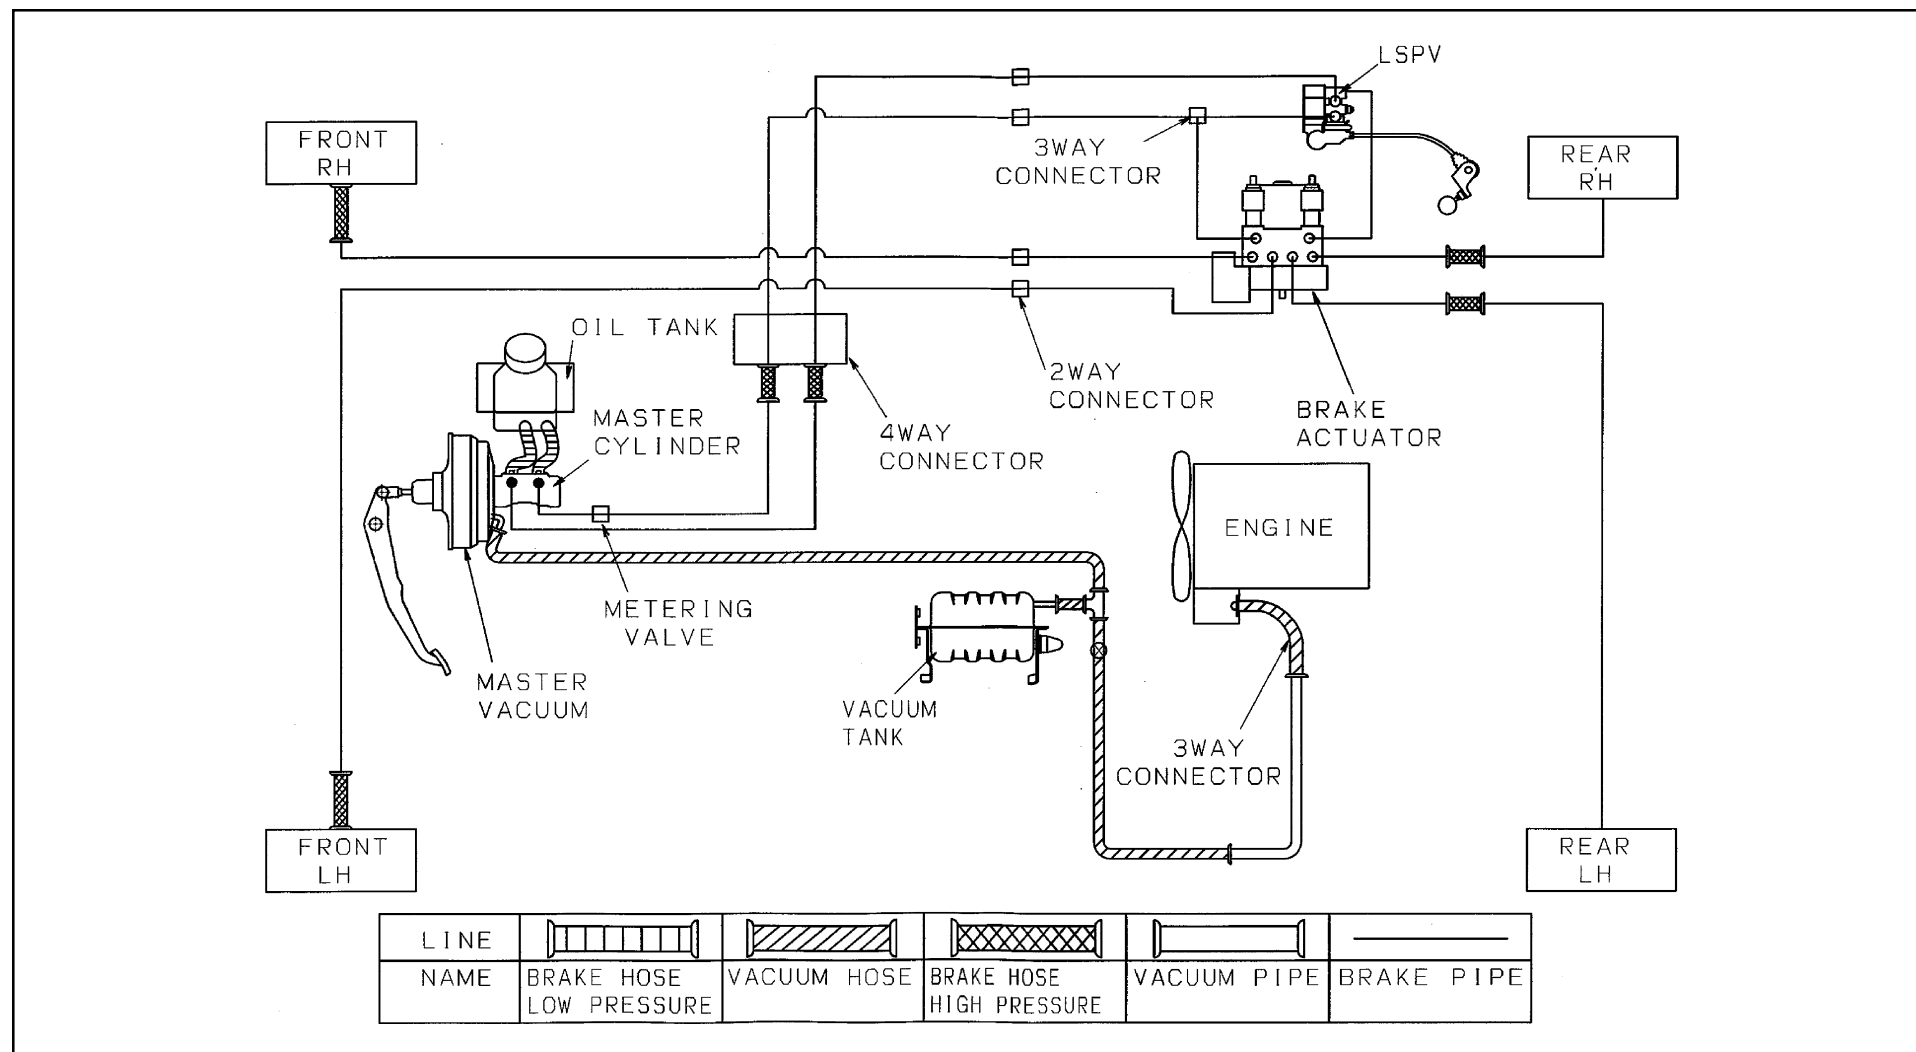 LSPV
FRONT
RH
3WAY
CONNECTOR
REAR
RH
OIL TANK
2WAY
CONNECTOR
MASTER
CYLINDER
4WAY
CONNECTOR
BRAKE
ACTUATOR
ENGINE
METERING
VALVE
MASTER
VACUUM
VACUUM
TANK
3WAY
CONNECTOR
FRONT
LH
REAR
LH
LINE
NAME
BRAKE HOSE
LOW PRESSURE
VACUUM HOSE
BRAKE HOSE
HIGH PRESSURE
VACUUM PIPE
BRAKE PIPE